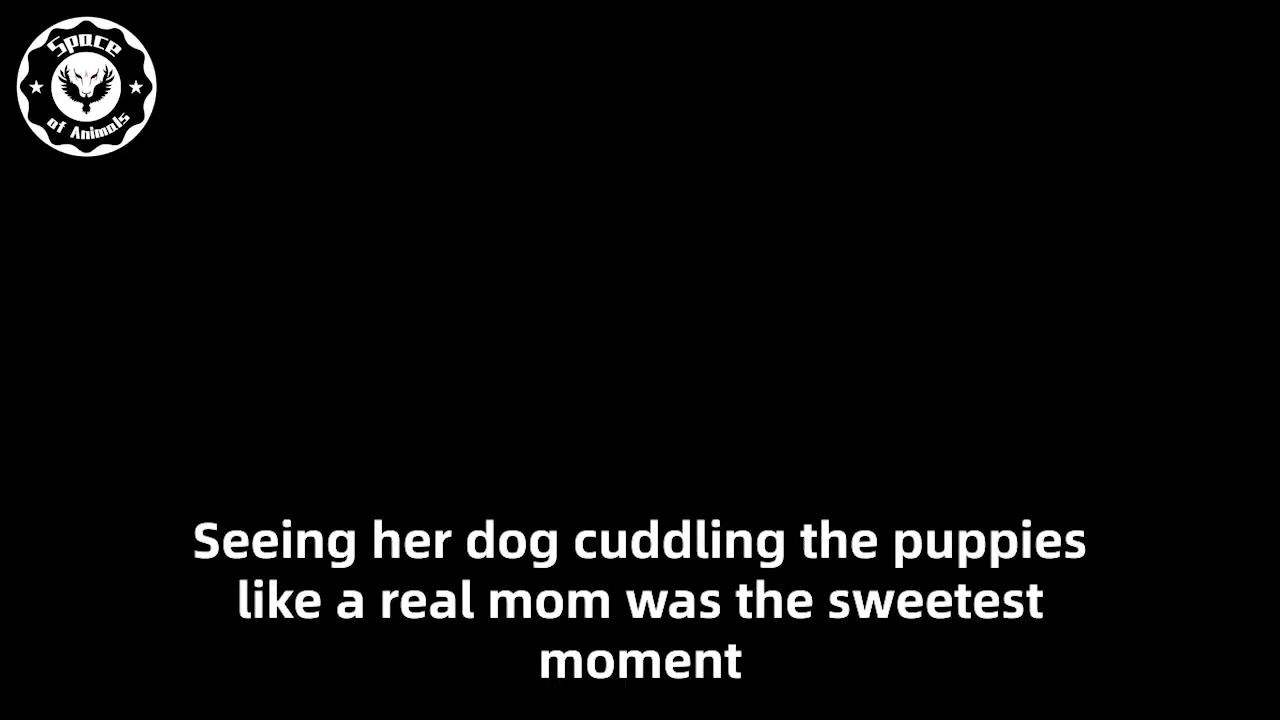 Space
of Animals
Seeing her dog cuddling the puppies
like a real mom was the sweetest
moment